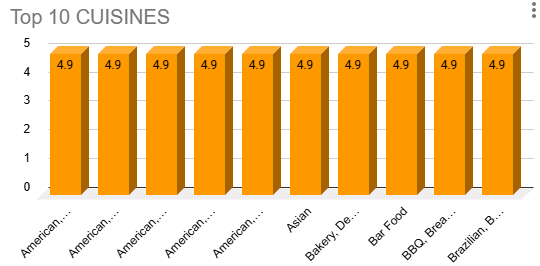 Top 10 CUISINES
5
4
3
2
1
0
4.9 4.9 4.9 4.9 4.9 4.9 4.9 4.9 4.9 4.9
American,...
American,...
American,...
American,...
American,...
Asian
Bakery, De...
Bar Food
BBQ, Brea...
Brazilian, B...